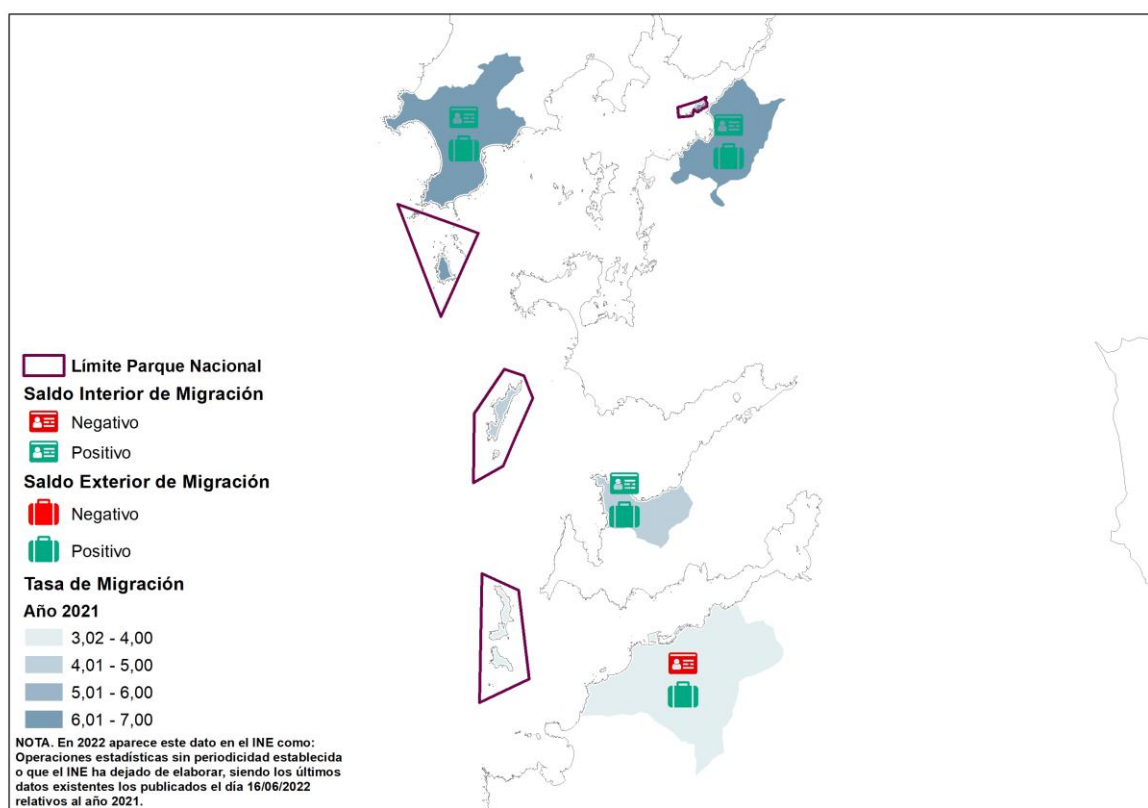 Límite Parque Nacional
Saldo Interior de Migración
Negativo
Positivo
Saldo Exterior de Migración
Negativo
Positivo
Tasa de Migración
Año 2021
3,02 - 4,00
4,01 - 5,00
5,01 - 6,00
6,01 - 7,00
NOTA. En 2022 aparece este dato en el INE como:
Operaciones estadísticas sin periodicidad establecida
o que el INE ha dejado de elaborar, siendo los últimos
datos existentes los publicados el día 16/06/2022
relativos al año 2021.